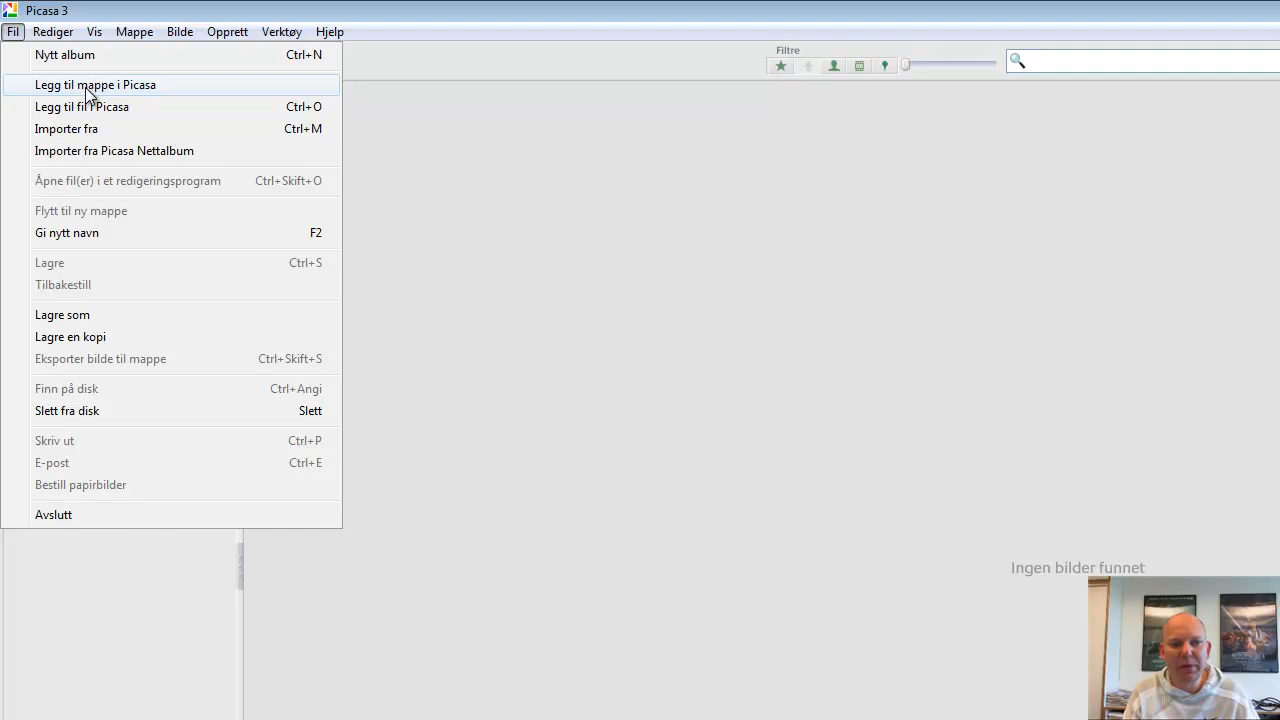 Picasa 3
Fil Rediger Vis Mappe Bilde Opprett Verktøy Hjelp
Filtre
Nytt album Ctrl+N
Legg til mappe i Picasa
Legg til fil i Picasa Ctrl+O
Importer fra Ctrl+M
Importer fra Picasa Nettalbum
Åpne fil(er) i et redigeringsprogram Ctrl+Skift+O
Flytt til ny mappe
Gi nytt navn F2
Lagre Ctrl+S
Tilbakestill
Lagre som
Lagre en kopi
Eksporter bilde til mappe Ctrl+Skift+S
Finn på disk Ctrl+Angi
Slett fra disk Slett
Skriv ut Ctrl+P
E-post Ctrl+E
Bestill papirbilder
Avslutt
Ingen bilder funnet